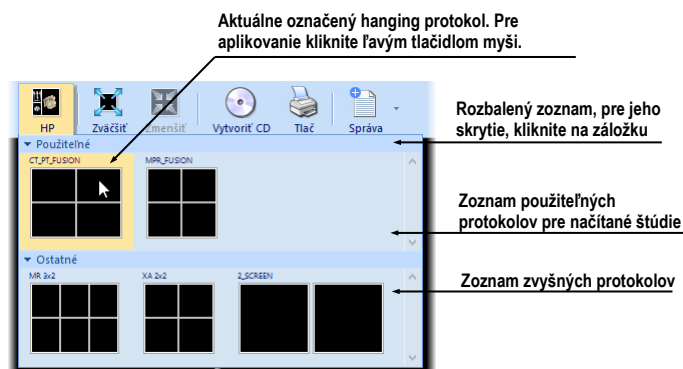 Aktuálne označený hanging protokol. Pre
aplikovanie kliknite ľavým tlačidlom myši.
HP
Zväčšiť
Zmenšiť
Vytvoriť CD
Tlač
Správa
Rozbalený zoznam, pre jeho
skrytie, kliknite na záložku
Použiteľné
CT_PT_FUSION
MPR_FUSION
Zoznam použiteľných
protokolov pre načítané štúdie
Ostatné
MR 3x2
XA 2x2
2_SCREEN
Zoznam zvyšných protokolov